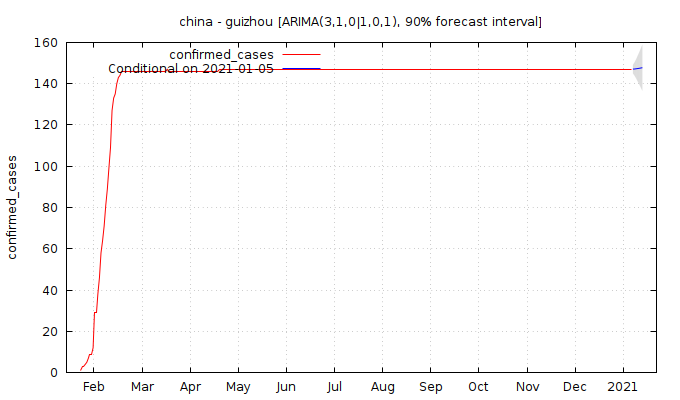 china - guizhou [ARIMA(3,1,0|1,0,1), 90% forecast interval]
160
140
120
100
80
60
40
20
0
confirmed_cases
confirmed_cases
Conditional on 2021-01-05
Feb Mar Apr May Jun Jul Aug Sep Oct Nov Dec 2021